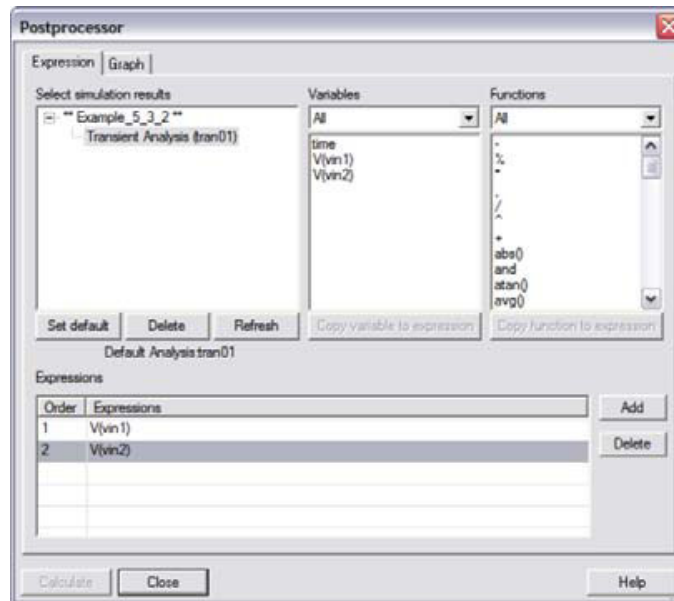 Postprocessor
Expression
Graph
Select simulation results
** Example_5_3_2 **
Transient Analysis (tran01)
Set default
Delete
Refresh
Default Analysis:tran01
Variables
All
time
V(vin1)
V(vin2)
Copy variable to expression
Functions
All
-
%
*
,
/
^
+
abs()
and
atan()
avg()
Copy function to expression
Expressions
Order Expressions
1 V(vin1)
2 V(vin2)
Add
Delete
Calculate
Close
Help